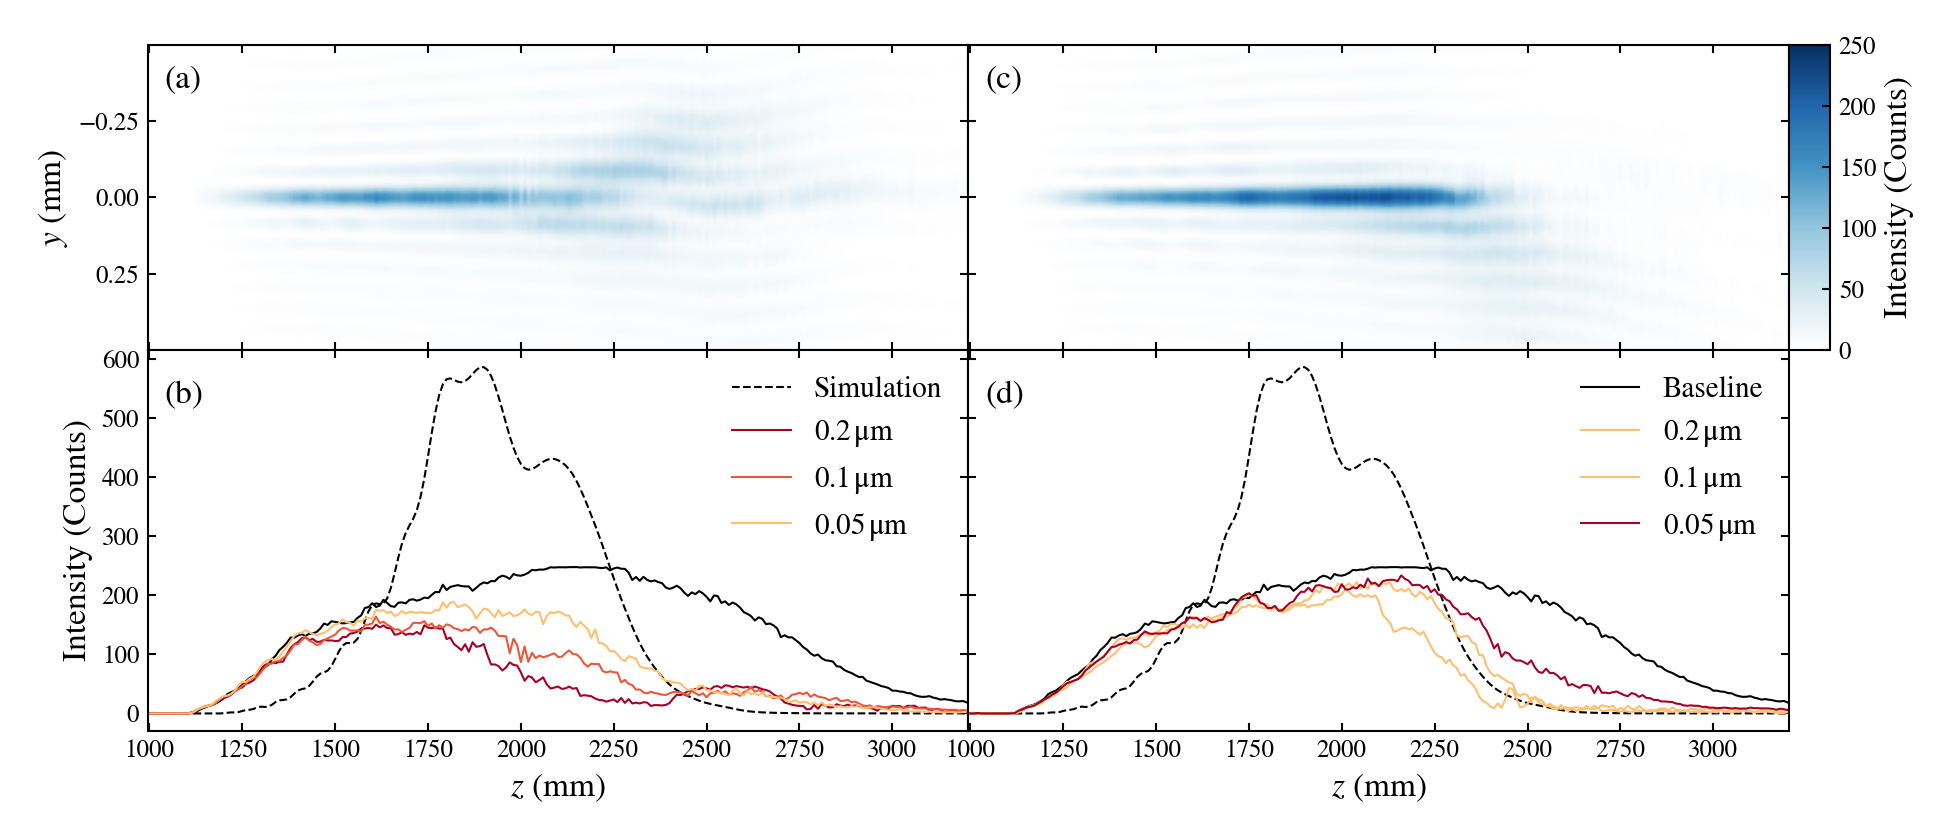 (a)
(c)
−0.25
0.00
0.25
y (mm)
250
200
150
100
50
0
Intensity (Counts)
(b)
(d)
600
500
400
300
200
100
0
Intensity (Counts)
Simulation
0.2 µm
0.1 µm
0.05 µm
Baseline
0.2 µm
0.1 µm
0.05 µm
1000 1250 1500 1750 2000 2250 2500 2750 3000
1000 1250 1500 1750 2000 2250 2500 2750 3000
z (mm)
z (mm)